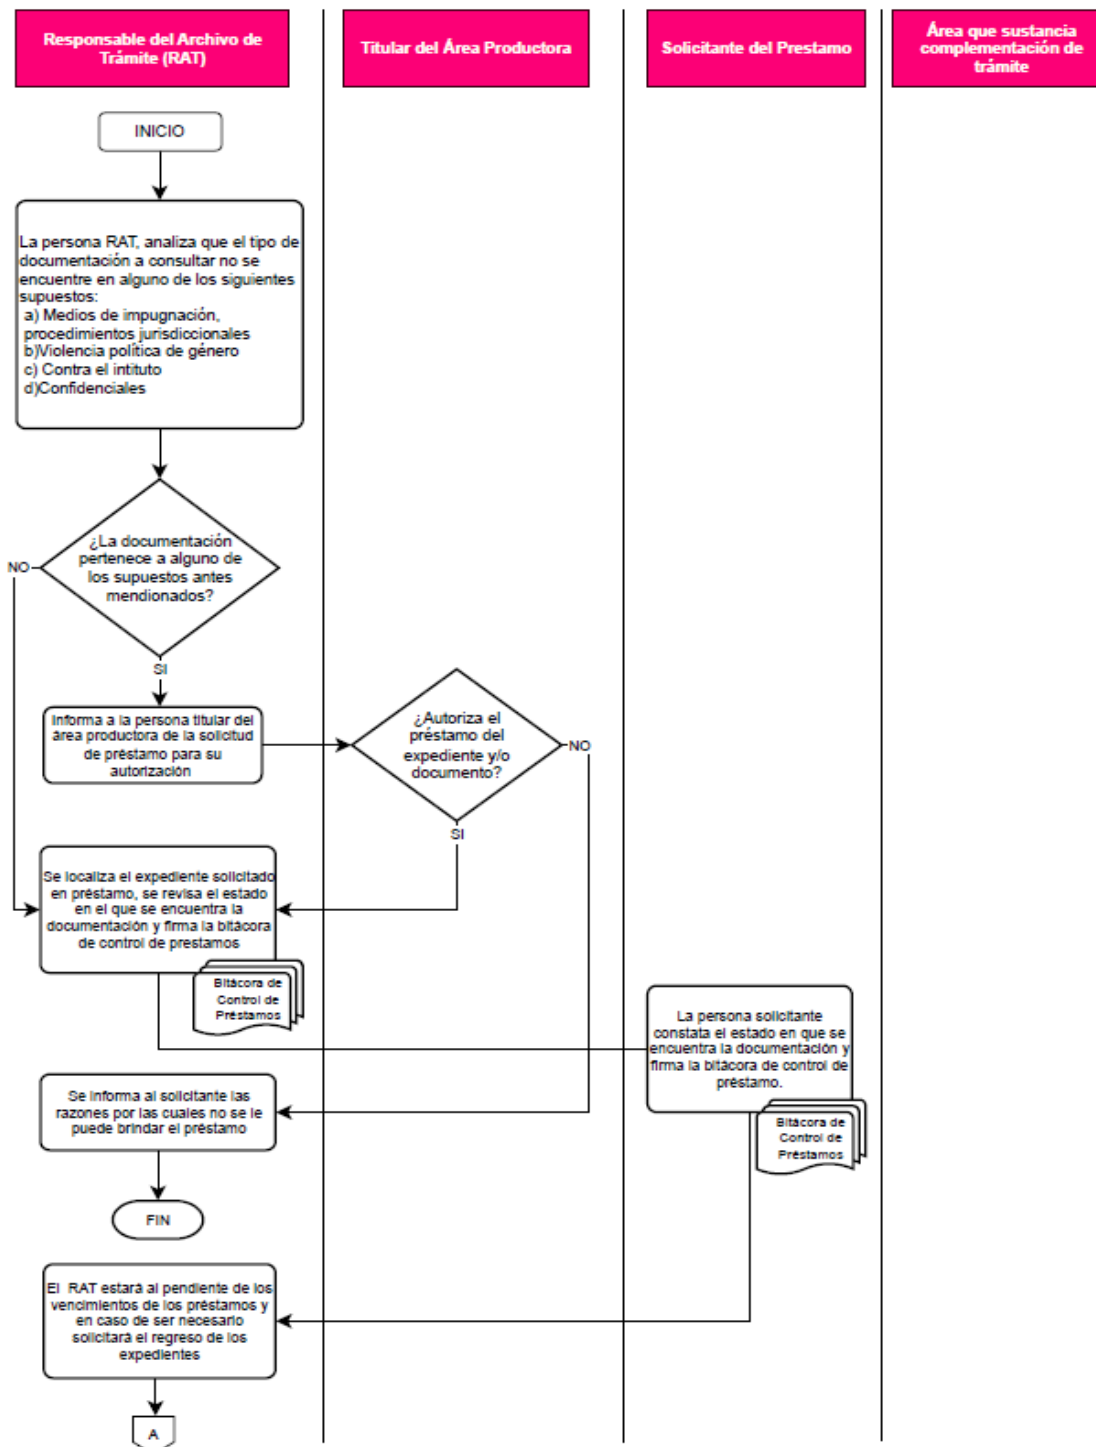 Responsable del Archivo de
Trámite (RAT)
Titular del Área Productora
Solicitante del Prestamo
Área que sustancia
complementación de
trámite
INICIO
La persona RAT, analiza que el tipo de
documentación a consultar no se
encuentre en alguno de los siguientes
supuestos:
a) Medios de impugnación,
procedimientos jurisdiccionales
b)Violencia política de género
c) Contra el intituto
d)Confidenciales
¿La documentación
pertenece a alguno de
los supuestos antes
mendionados?
NO
SI
Informa a la persona titular del
área productora de la solicitud
de préstamo para su
autorización
¿Autoriza el
préstamo del
expediente y/o
documento?
NO
SI
Se localiza el expediente solicitado
en préstamo, se revisa el estado
en el que se encuentra la
documentación y firma la bitácora
de control de prestamos
Bitácora de
Control de
Préstamos
La persona solicitante
constata el estado en que se
encuentra la documentación y
firma la bitácora de control de
préstamo.
Bitácora de
Control de
Préstamos
Se informa al solicitante las
razones por las cuales no se le
puede brindar el préstamo
FIN
El RAT estará al pendiente de los
vencimientos de los préstamos y
en caso de ser necesario
solicitará el regreso de los
expedientes
A